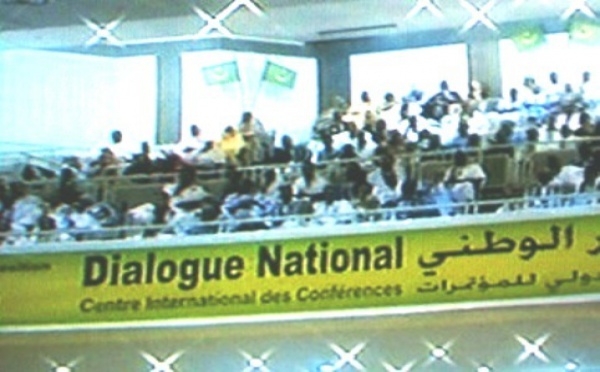 Dialogue National الوطني
Centre International des Conférences للمؤتمرات